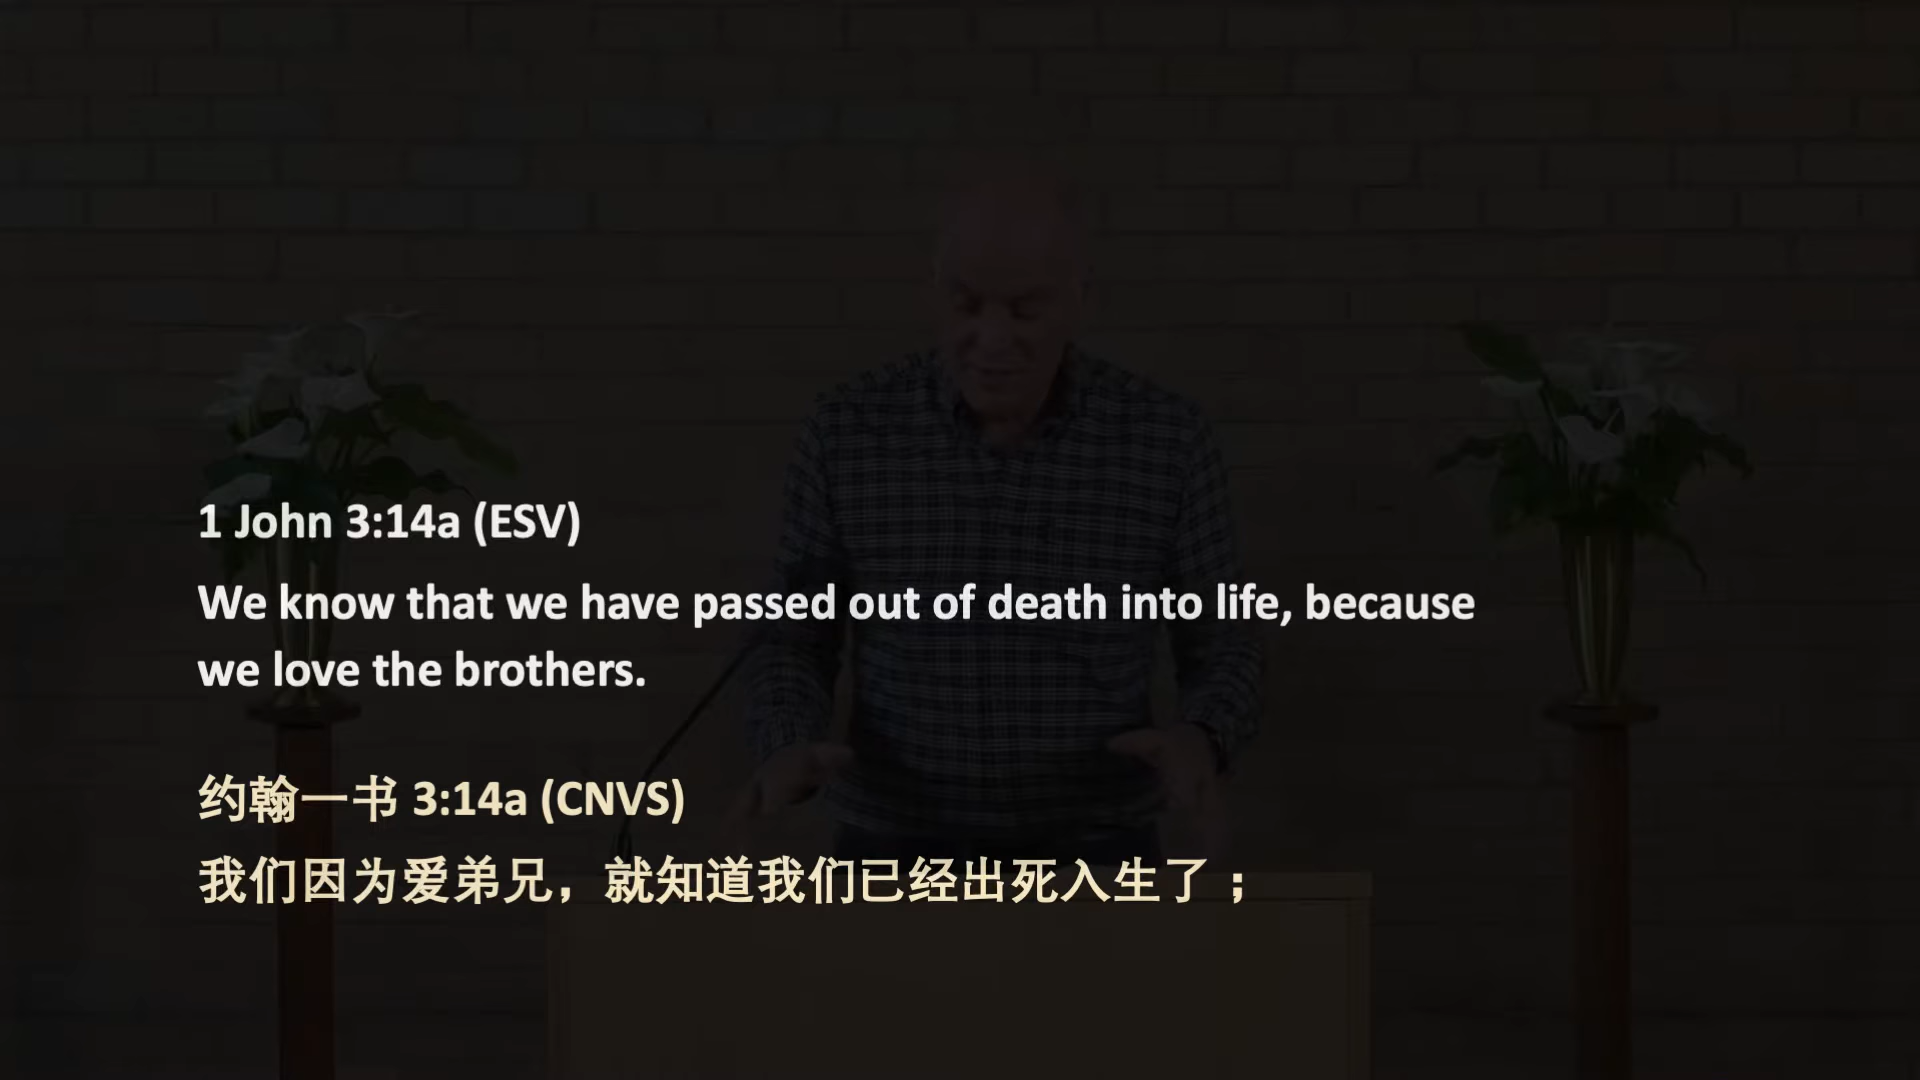 1 John 3:14a (ESV)
We know that we have passed out of death into life, because
we love the brothers.
约翰一书 3:14a (CNVS)
我们因为爱弟兄，就知道我们已经出死入生了；